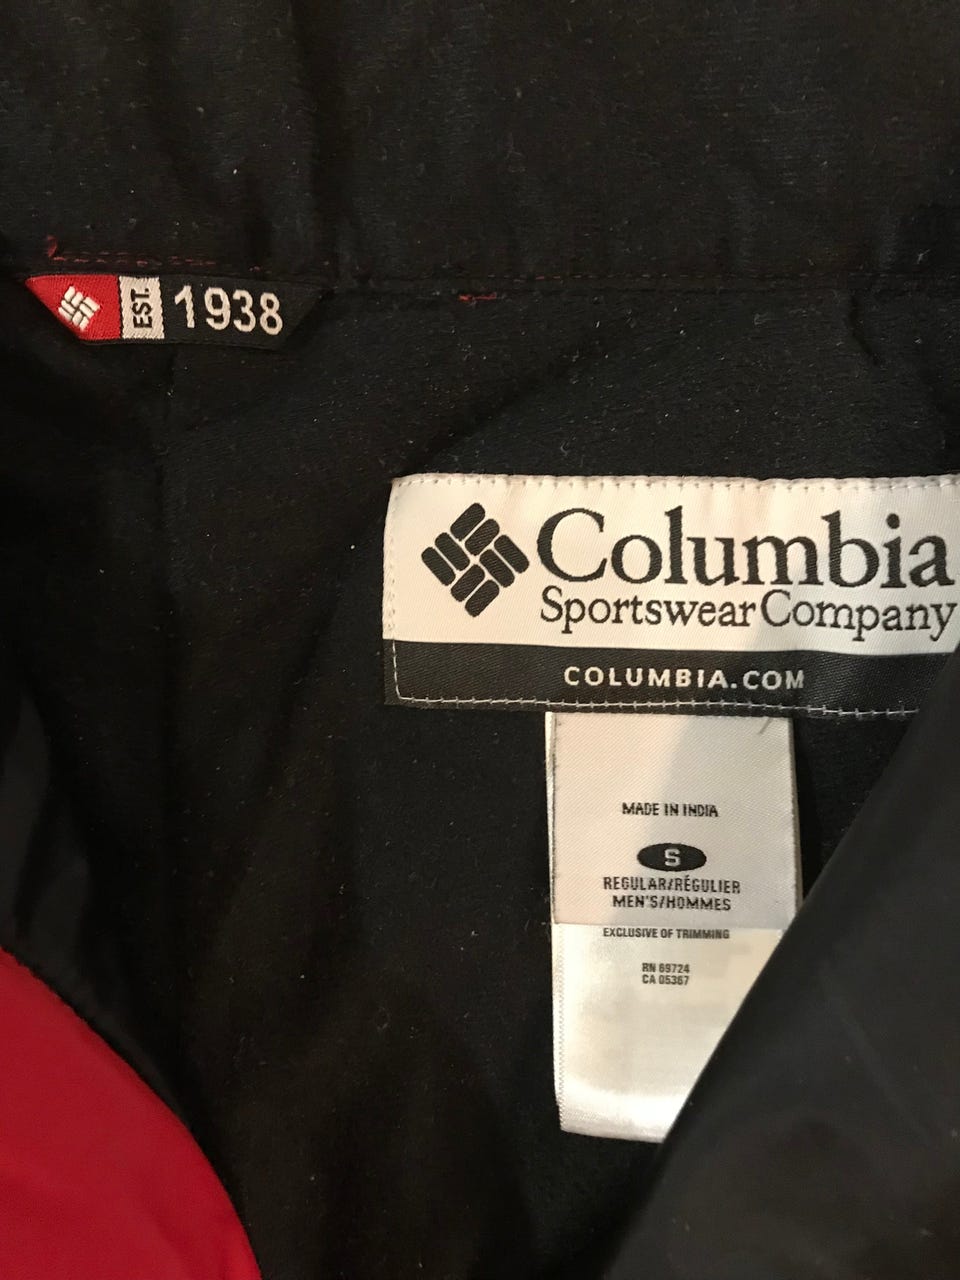 EST. 1938
Columbia
Sportswear Company
COLUMBIA.COM
MADE IN INDIA
S
REGULAR/RÉGULIER
MEN'S/HOMMES
EXCLUSIVE OF TRIMMING
RN 69724
CA 05367